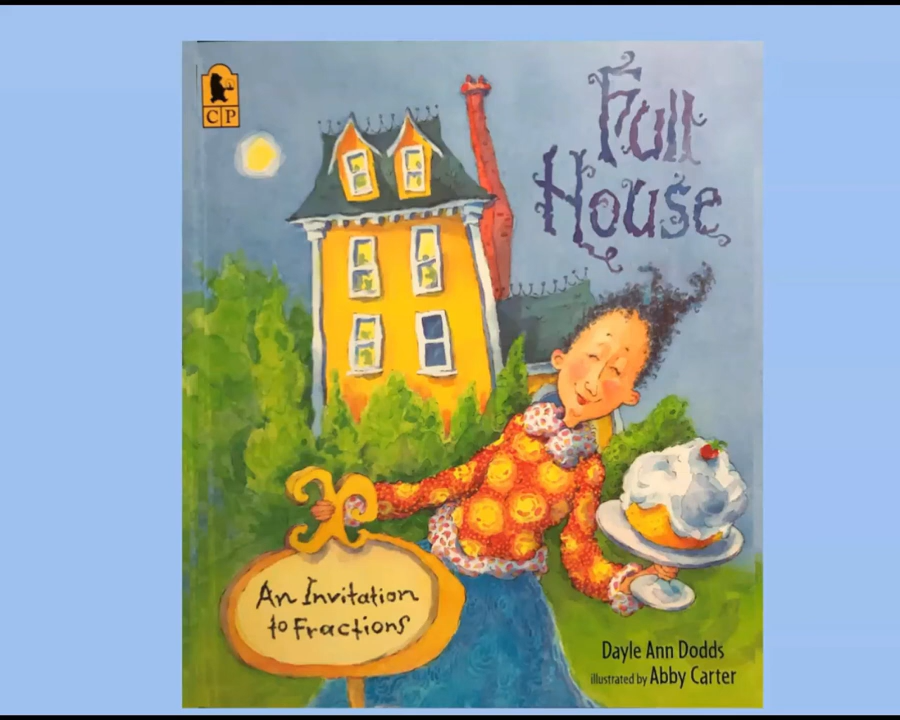 CP
Full
House
An Invitation
to Fractions
Dayle Ann Dodds
illustrated by Abby Carter